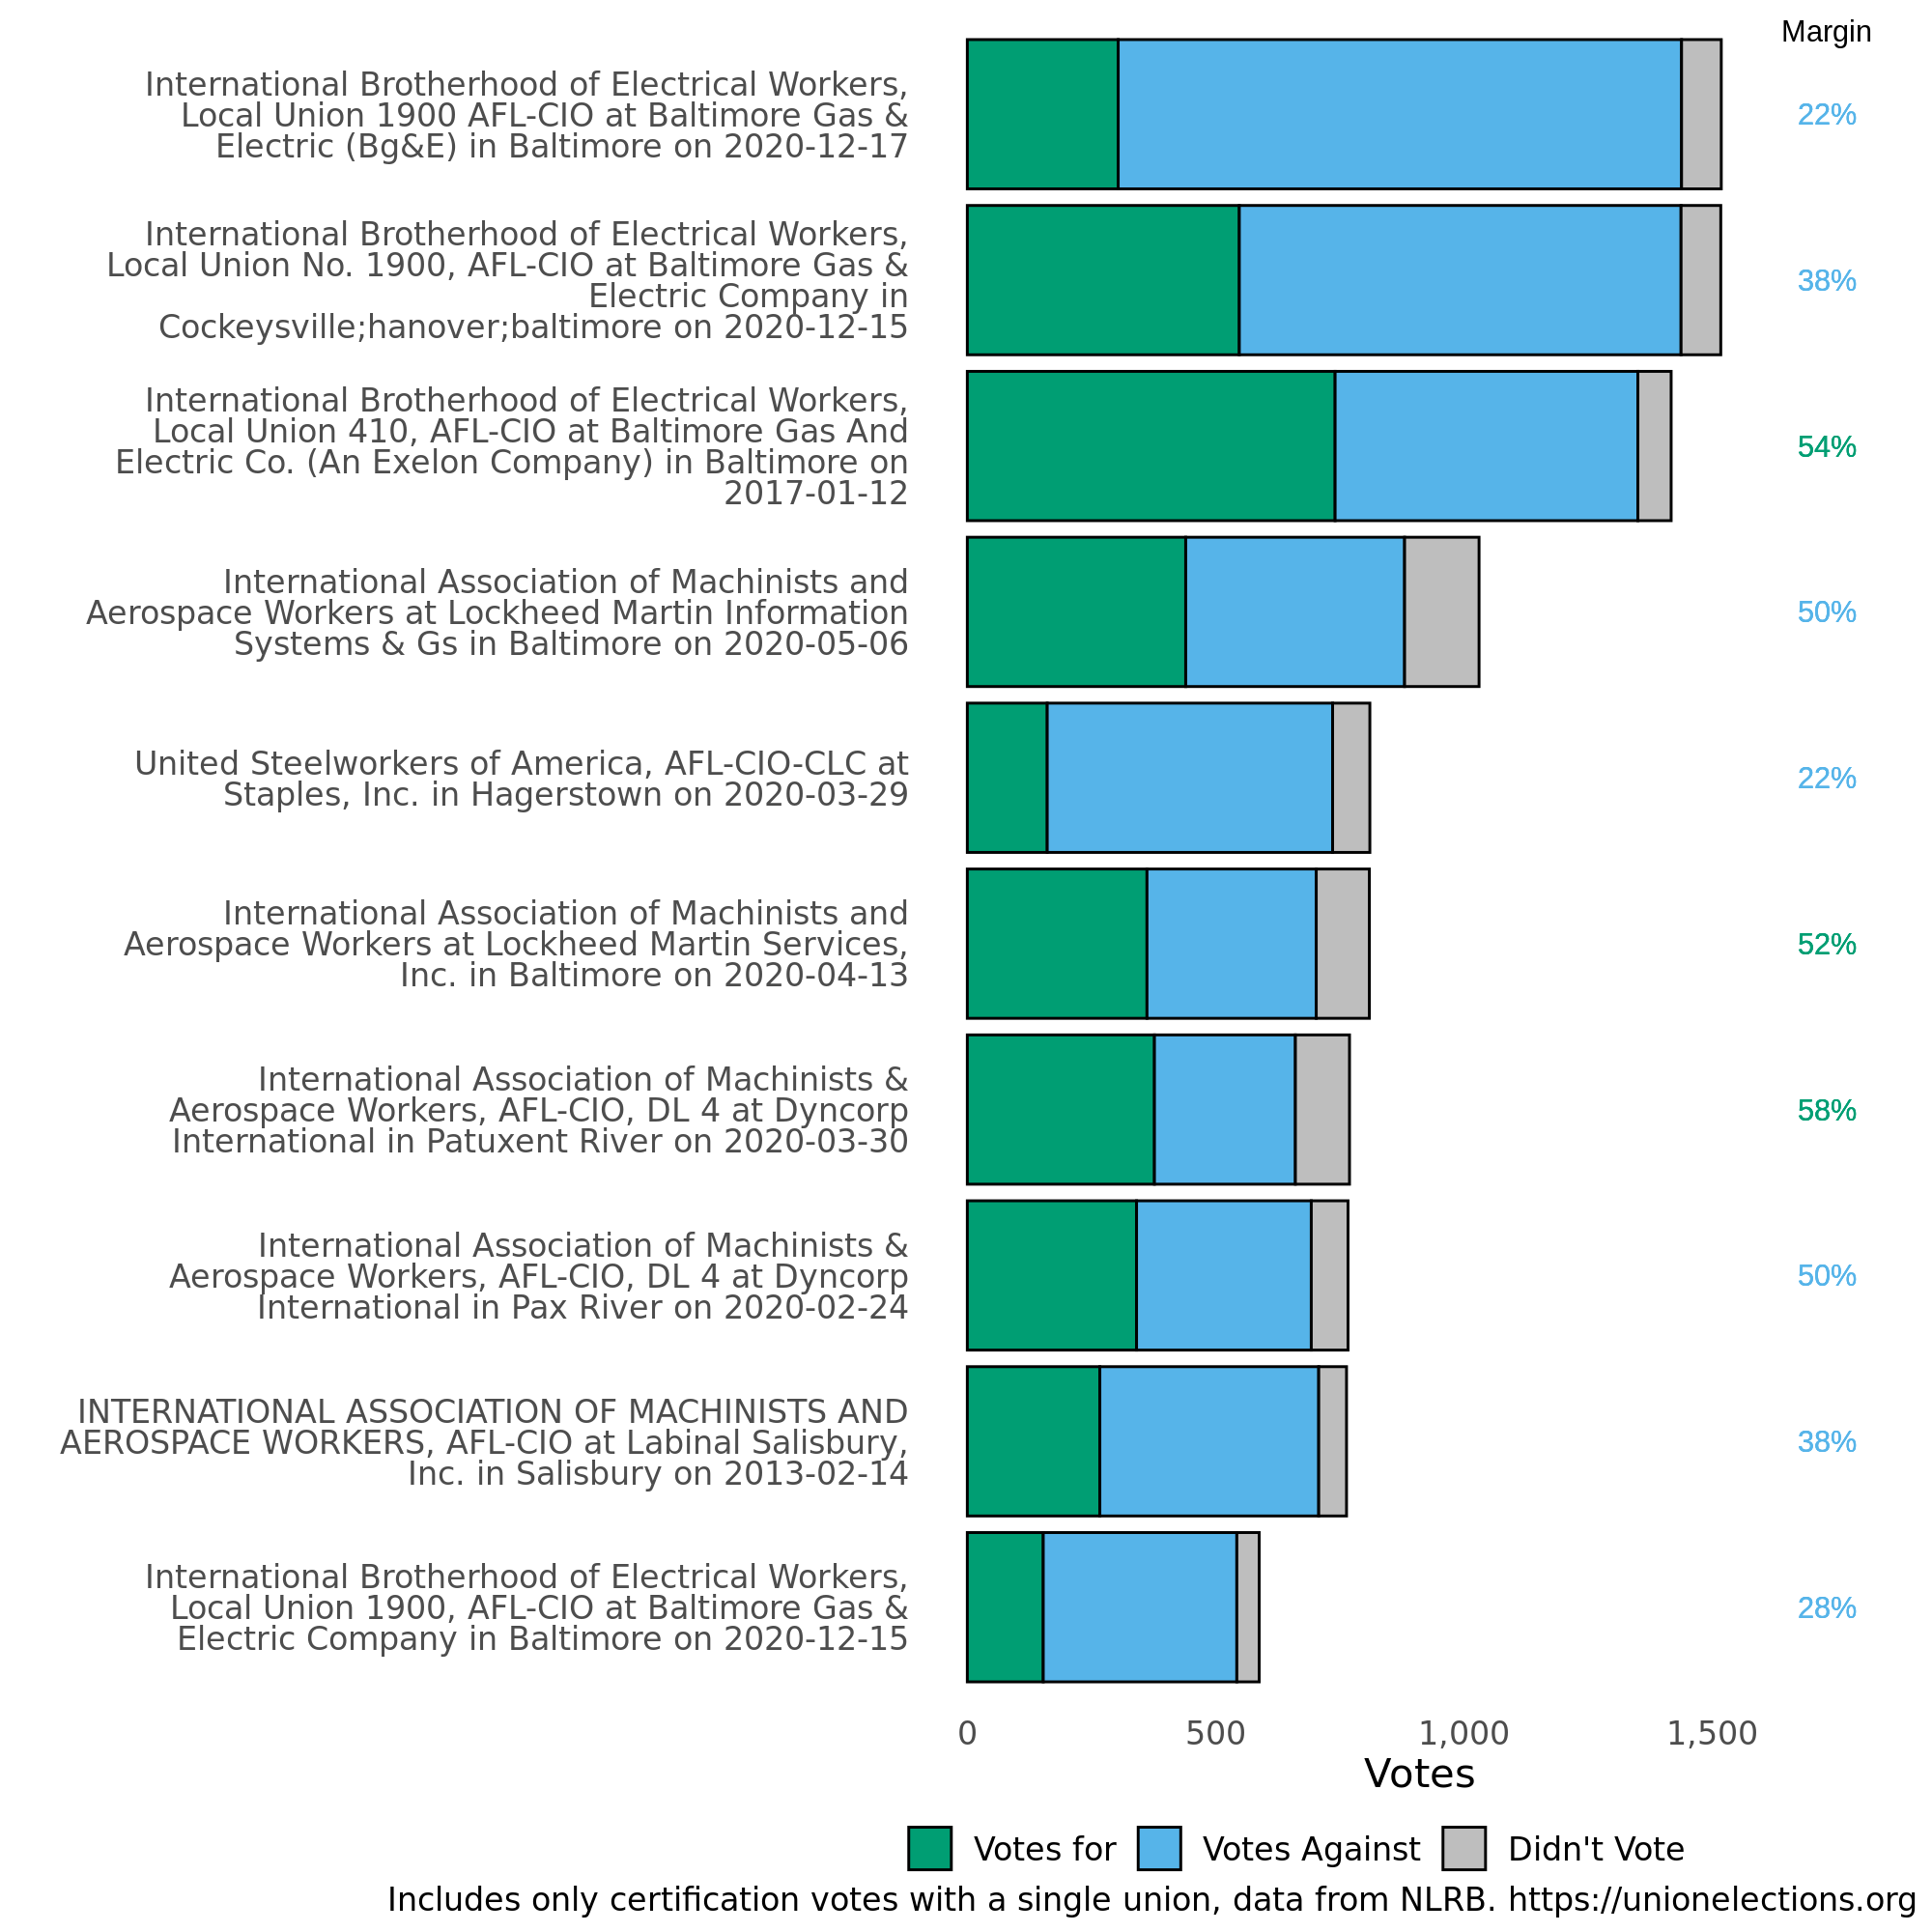 Margin
International Brotherhood of Electrical Workers,
Local Union 1900 AFL-CIO at Baltimore Gas &
Electric (Bg&E) in Baltimore on 2020-12-17
22%
International Brotherhood of Electrical Workers,
Local Union No. 1900, AFL-CIO at Baltimore Gas &
Electric Company in
Cockeysville;hanover;baltimore on 2020-12-15
38%
International Brotherhood of Electrical Workers,
Local Union 410, AFL-CIO at Baltimore Gas And
Electric Co. (An Exelon Company) in Baltimore on
2017-01-12
54%
International Association of Machinists and
Aerospace Workers at Lockheed Martin Information
Systems & Gs in Baltimore on 2020-05-06
50%
United Steelworkers of America, AFL-CIO-CLC at
Staples, Inc. in Hagerstown on 2020-03-29
22%
International Association of Machinists and
Aerospace Workers at Lockheed Martin Services,
Inc. in Baltimore on 2020-04-13
52%
International Association of Machinists &
Aerospace Workers, AFL-CIO, DL 4 at Dyncorp
International in Patuxent River on 2020-03-30
58%
International Association of Machinists &
Aerospace Workers, AFL-CIO, DL 4 at Dyncorp
International in Pax River on 2020-02-24
50%
INTERNATIONAL ASSOCIATION OF MACHINISTS AND
AEROSPACE WORKERS, AFL-CIO at Labinal Salisbury,
Inc. in Salisbury on 2013-02-14
38%
International Brotherhood of Electrical Workers,
Local Union 1900, AFL-CIO at Baltimore Gas &
Electric Company in Baltimore on 2020-12-15
28%
0 500 1,000 1,500
Votes
Votes for Votes Against Didn't Vote
Includes only certification votes with a single union, data from NLRB. https://unionelections.org